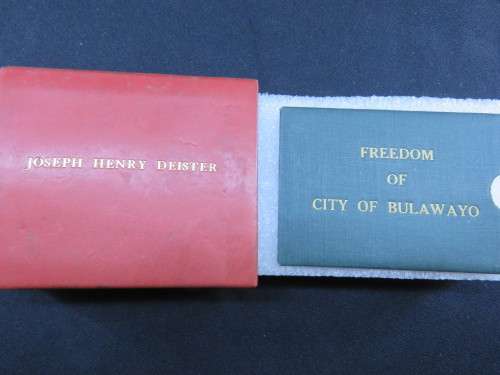 JOSEPH HENRY DEISTER
FREEDOM
OF
CITY OF BULAWAYO